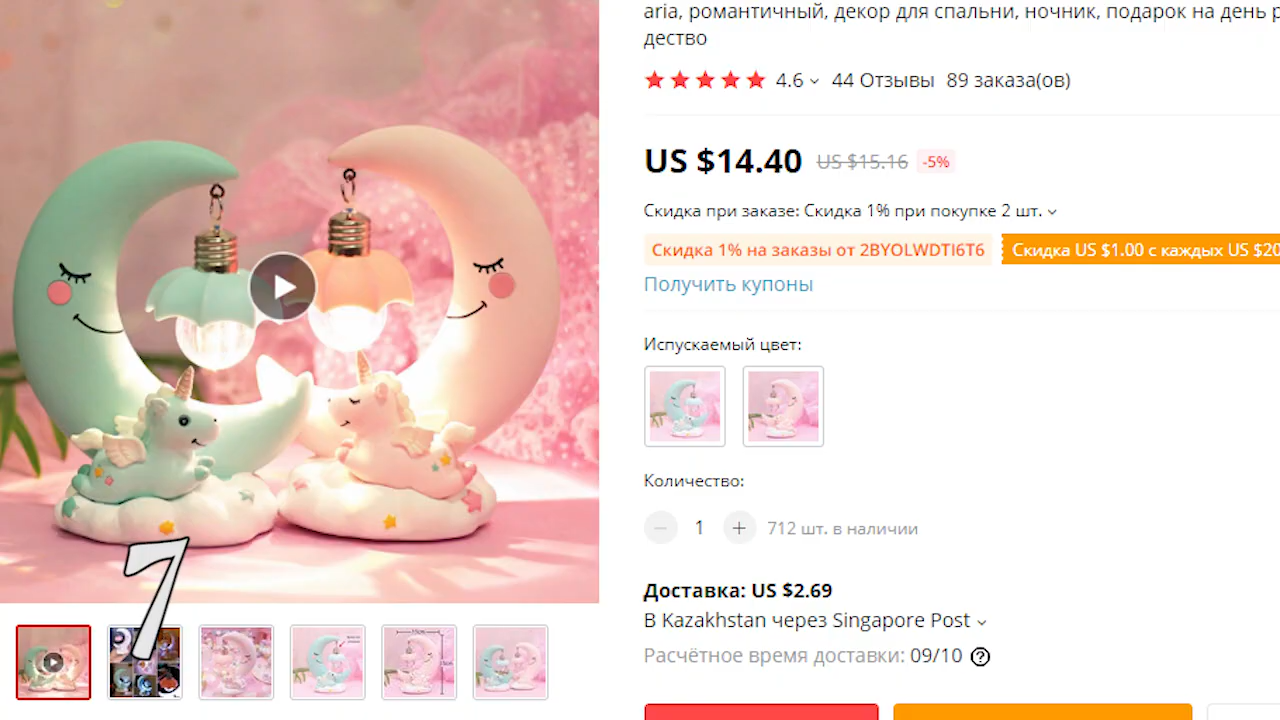 aria, романтичный, декор для спальни, ночник, подарок на день
дество
4.6 44 Отзывы 89 заказа(ов)
US $14.40 US $15.16 -5%
Скидка при заказе: Скидка 1% при покупке 2 шт.
Скидка 1% на заказы от 2BYOLWDTI6T6 Скидка US $1.00 с каждых US $20
Получить купоны
Испускаемый цвет:
Количество:
1 712 шт. в наличии
7
Доставка: US $2.69
В Kazakhstan через Singapore Post
Расчётное время доставки: 09/10